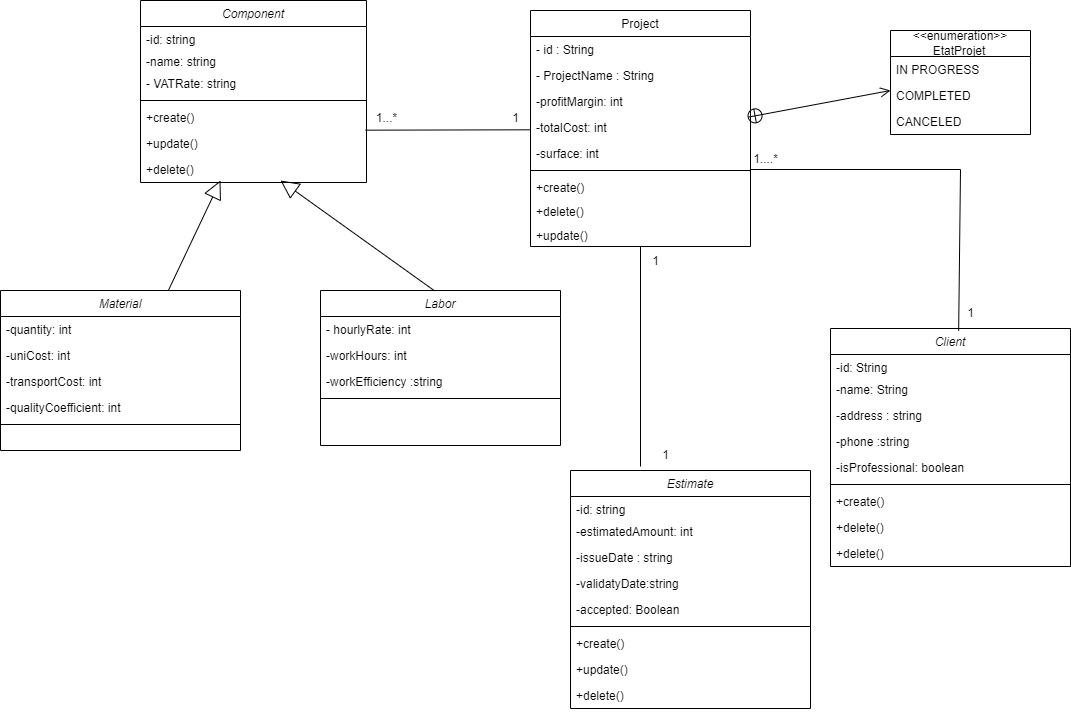 Component
-id: string
-name: string
- VATRate: string
+create()
+update()
+delete()
1...*
1
Project
- id : String
- ProjectName : String
-profitMargin: int
-totalCost: int
-surface: int
+create()
+delete()
+update()
<<enumeration>>
EtatProjet
IN PROGRESS
COMPLETED
CANCELED
1....*
1
1
1
Material
-quantity: int
-uniCost: int
-transportCost: int
-qualityCoefficient: int
Labor
- hourlyRate: int
-workHours: int
-workEfficiency :string
Client
-id: String
-name: String
-address : string
-phone :string
-isProfessional: boolean
+create()
+delete()
+delete()
Estimate
-id: string
-estimatedAmount: int
-issueDate : string
-validatyDate:string
-accepted: Boolean
+create()
+update()
+delete()